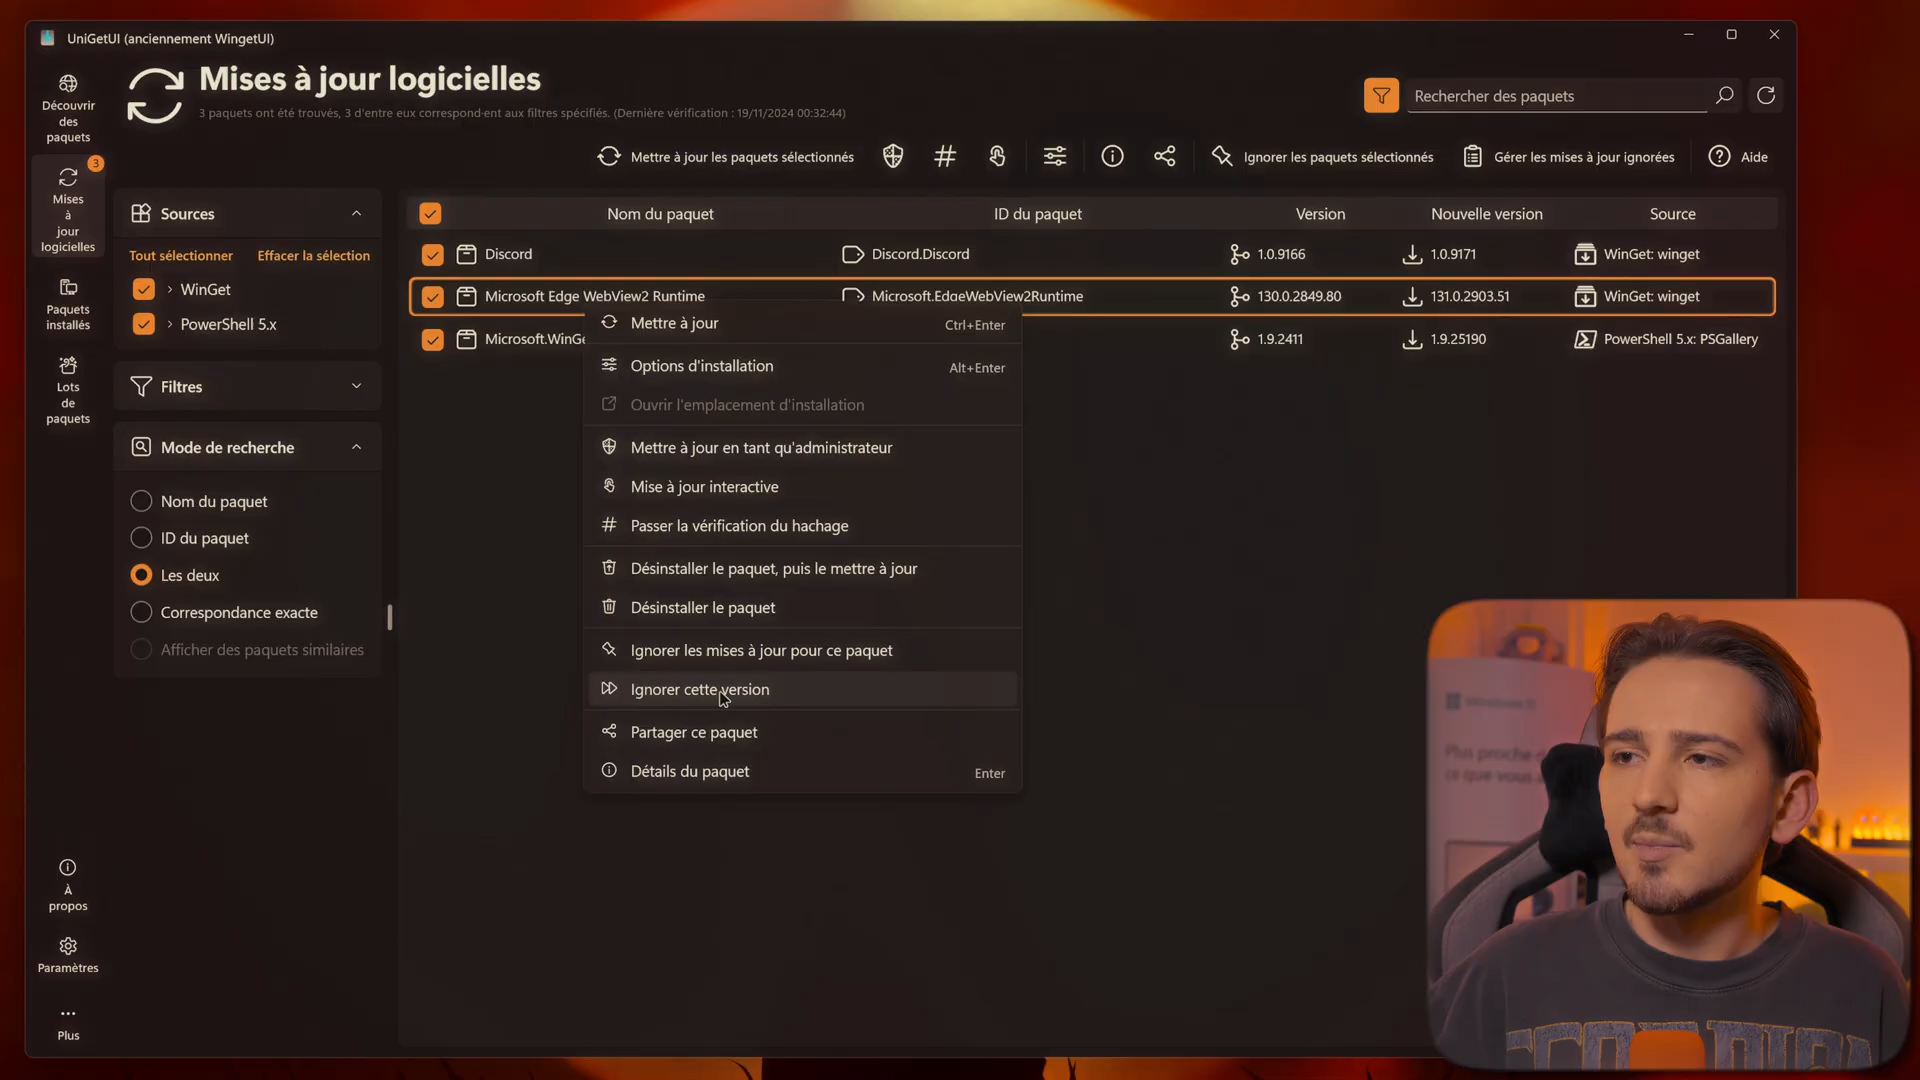 UniGetUI (anciennement WingetUI)
Mises à jour logicielles
3 paquets ont été trouvés, 3 d'entre eux correspond·ent aux filtres spécifiés. (Dernière vérification : 19/11/2024 00:32:44)
Rechercher des paquets
Découvrir
des
paquets
3
Mises
à
jour
logicielles
Paquets
installés
Lots
de
paquets
À
propos
Paramètres
Plus
Mettre à jour les paquets sélectionnés
Ignorer les paquets sélectionnés
Gérer les mises à jour ignorées
Aide
Sources
Tout sélectionner
Effacer la sélection
WinGet
PowerShell 5.x
Filtres
Mode de recherche
Nom du paquet
ID du paquet
Les deux
Correspondance exacte
Afficher des paquets similaires
Nom du paquet ID du paquet Version Nouvelle version Source
Discord Discord.Discord 1.0.9166 1.0.9171 WinGet: winget
Microsoft Edge WebView2 Runtime Microsoft.EdgeWebView2Runtime 130.0.2849.80 131.0.2903.51 WinGet: winget
Microsoft.WinGe 1.9.2411 1.9.25190 PowerShell 5.x: PSGallery
Mettre à jour Ctrl+Enter
Options d'installation Alt+Enter
Ouvrir l'emplacement d'installation
Mettre à jour en tant qu'administrateur
Mise à jour interactive
Passer la vérification du hachage
Désinstaller le paquet, puis le mettre à jour
Désinstaller le paquet
Ignorer les mises à jour pour ce paquet
Ignorer cette version
Partager ce paquet
Détails du paquet Enter
Plus proche d
ce que vous